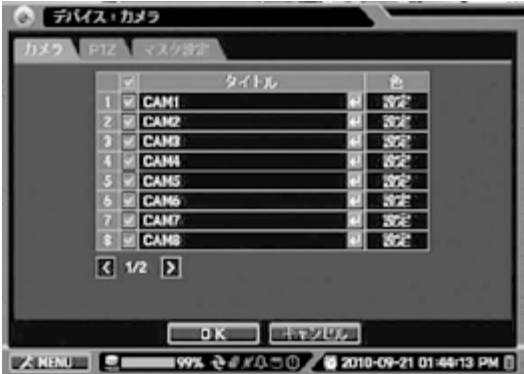 デバイス：カメラ
カメラ PTZ マスク設定
タイトル 色
1 CAM1 設定
2 CAM2 設定
3 CAM3 設定
4 CAM4 設定
5 CAM5 設定
6 CAM6 設定
7 CAM7 設定
8 CAM8 設定
1/2
OK キャンセル
MENU 99% 2010-09-21 01:44:13 PM